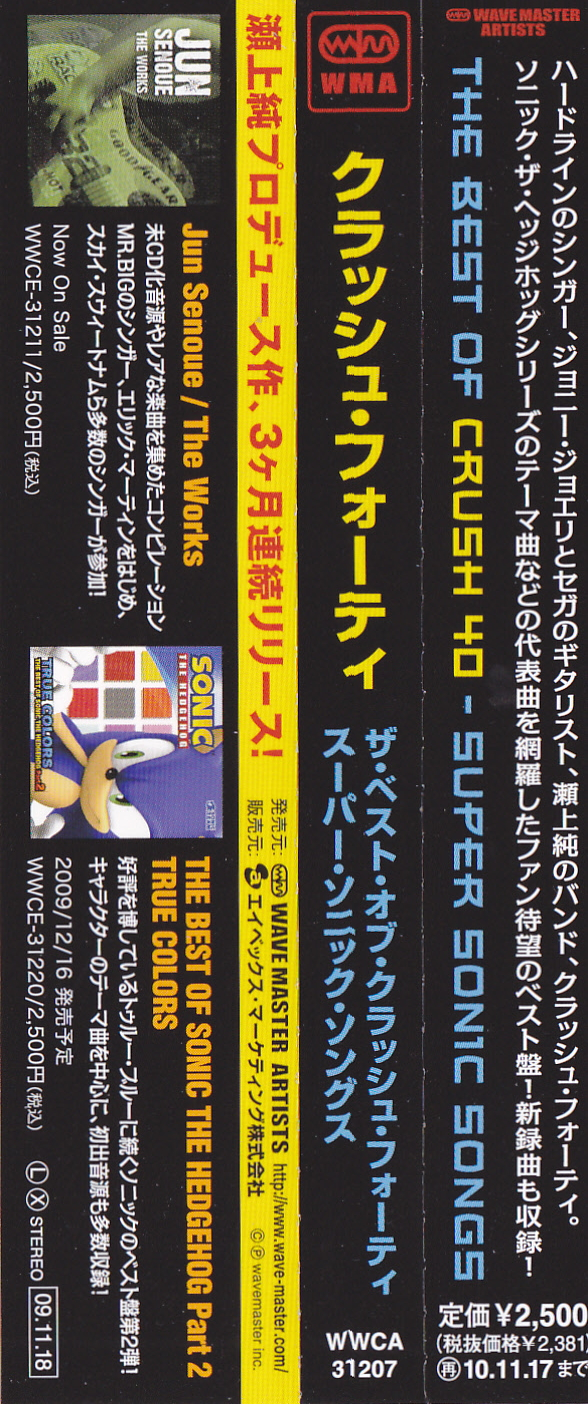 WAVE MASTER
ARTISTS
ハードラインのシンガー、ジョニー・ジョエリとセガのギタリスト、瀬上純のバンド、クラッシュ・フォーティ。
ソニック・ザ・ヘッジホッグシリーズのテーマ曲などの代表曲を網羅したファン待望のベスト盤！新録曲も収録！
THE BEST OF CRUSH 40 - SUPER SONIC SONGS
定価￥2,500
(税抜価格￥2,381)
再10.11.17まで
WMA
クラッシュ・フォーティ
ザ・ベスト・オブ・クラッシュ・フォーティ
スーパー・ソニック・ソングス
WWCA
31207
瀬上純プロデュース作、3ヶ月連続リリース！
発売元: WAVE MASTER ARTISTS http://www.wave-master.com/
販売元: エイベックス・マーケティング株式会社 ©℗ wavemaster inc.
JUN
SENOUE
THE WORKS
GOODYEAR
Jun Senoue / The Works
未CD化音源やレアな楽曲を集めたコンピレーション
MR.BIGのシンガー、エリック・マーティンをはじめ、
スカイ・スウィートナムら多数のシンガーが参加！
Now On Sale
WWCE-31211/2,500円(税込)
SONIC
THE HEDGEHOG
TRUE COLORS
THE BEST OF SONIC THE HEDGEHOG Part 2
THE BEST OF SONIC THE HEDGEHOG Part 2
TRUE COLORS
好評を博しているトゥルー・ブルーに続くソニックのベスト盤第2弾！
キャラクターのテーマ曲を中心に、初出音源も多数収録！
2009/12/16 発売予定
WWCE-31220/2,500円(税込)
Ⓛ Ⓧ STEREO 09.11.18